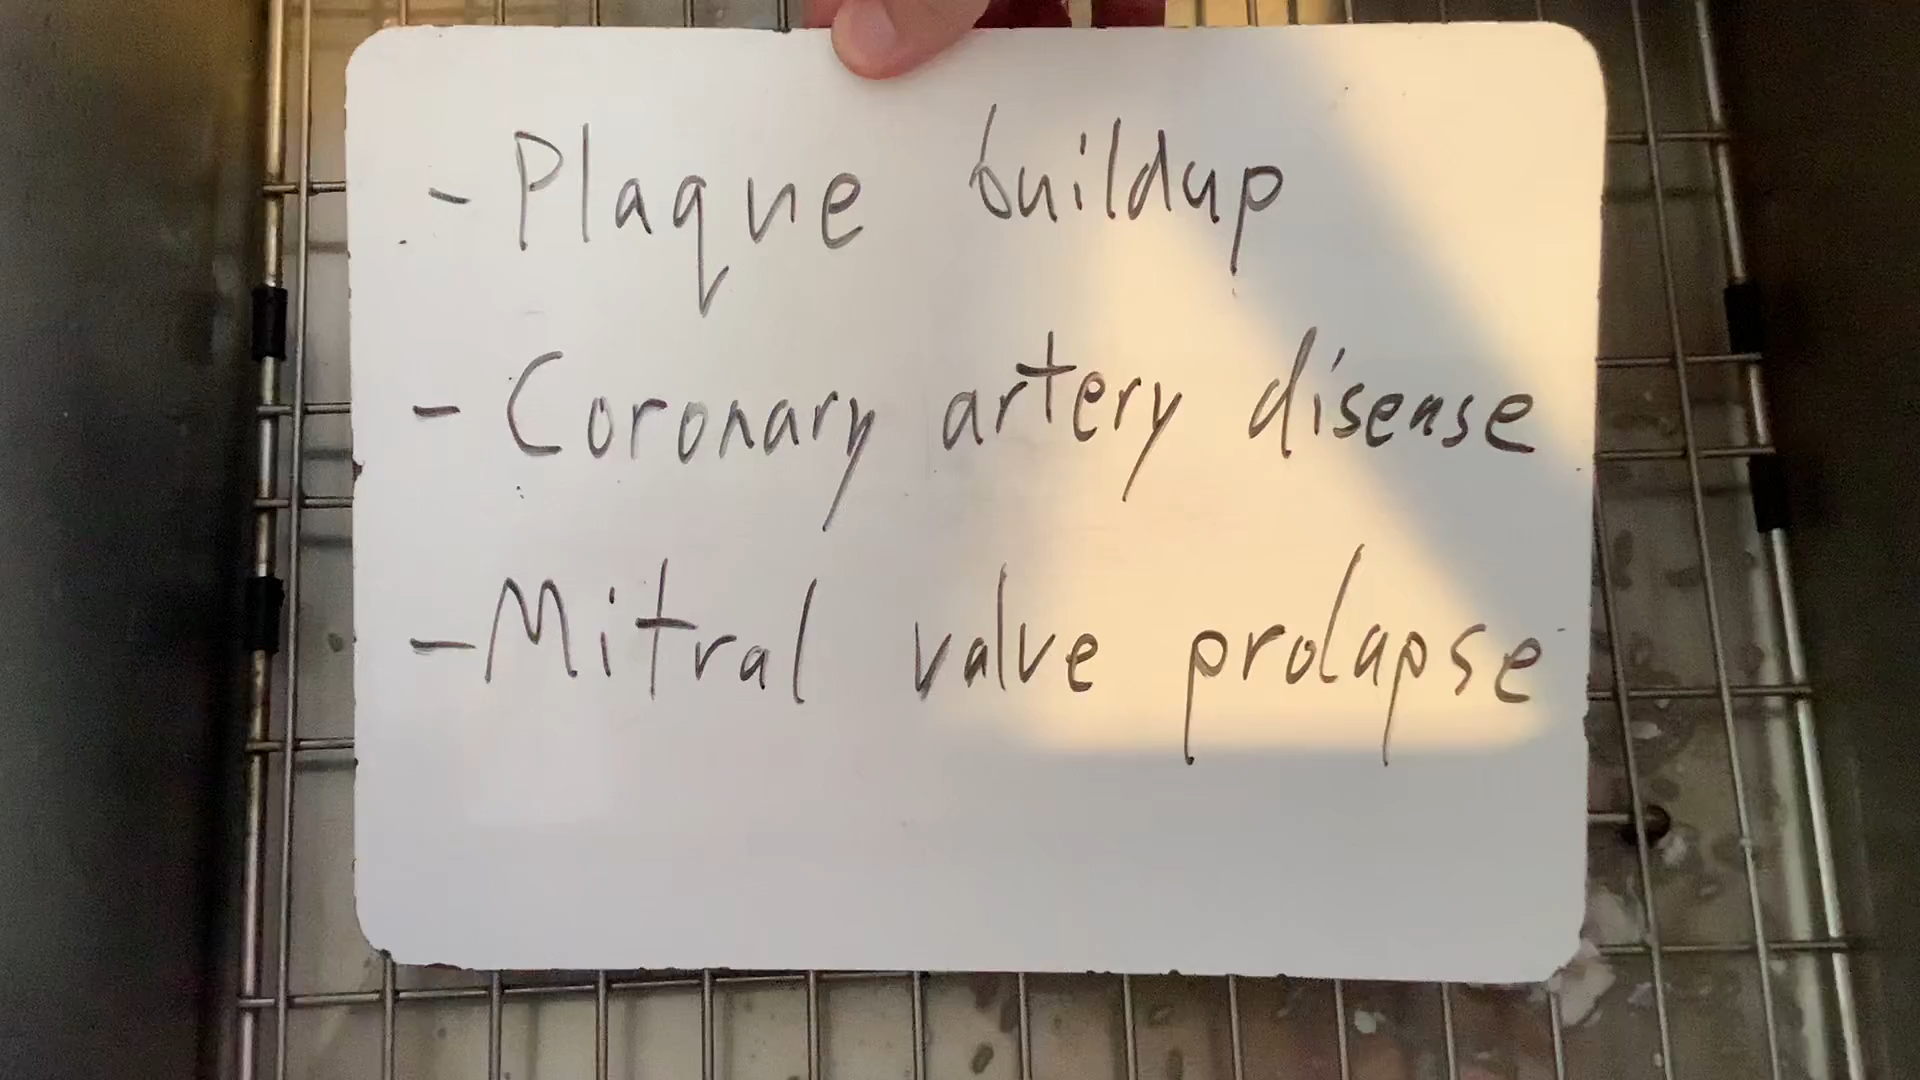 - Plaque buildup
- Coronary artery disease
- Mitral valve prolapse